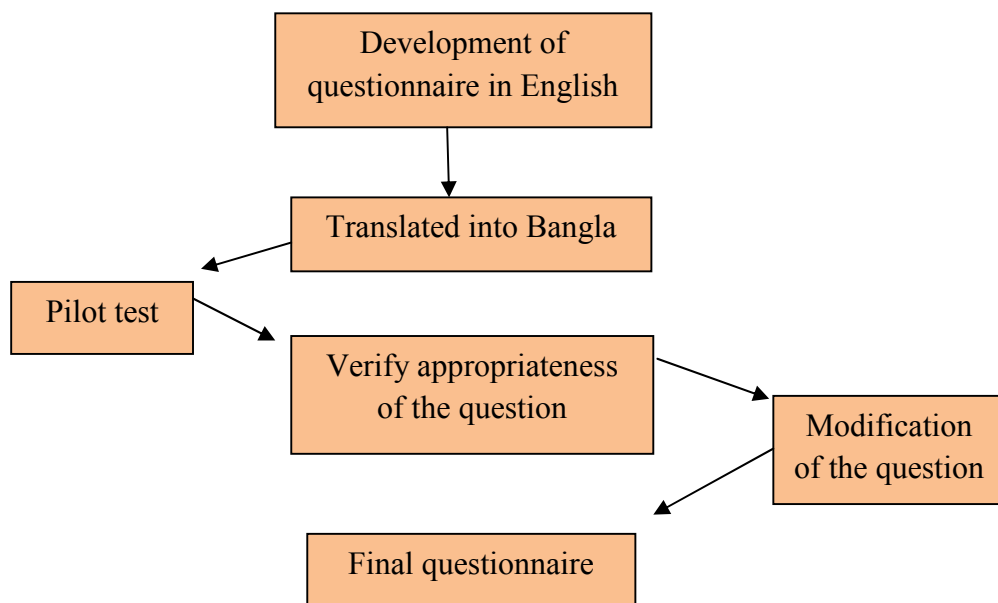 Development of
questionnaire in English
Translated into Bangla
Pilot test
Verify appropriateness
of the question
Modification
of the question
Final questionnaire